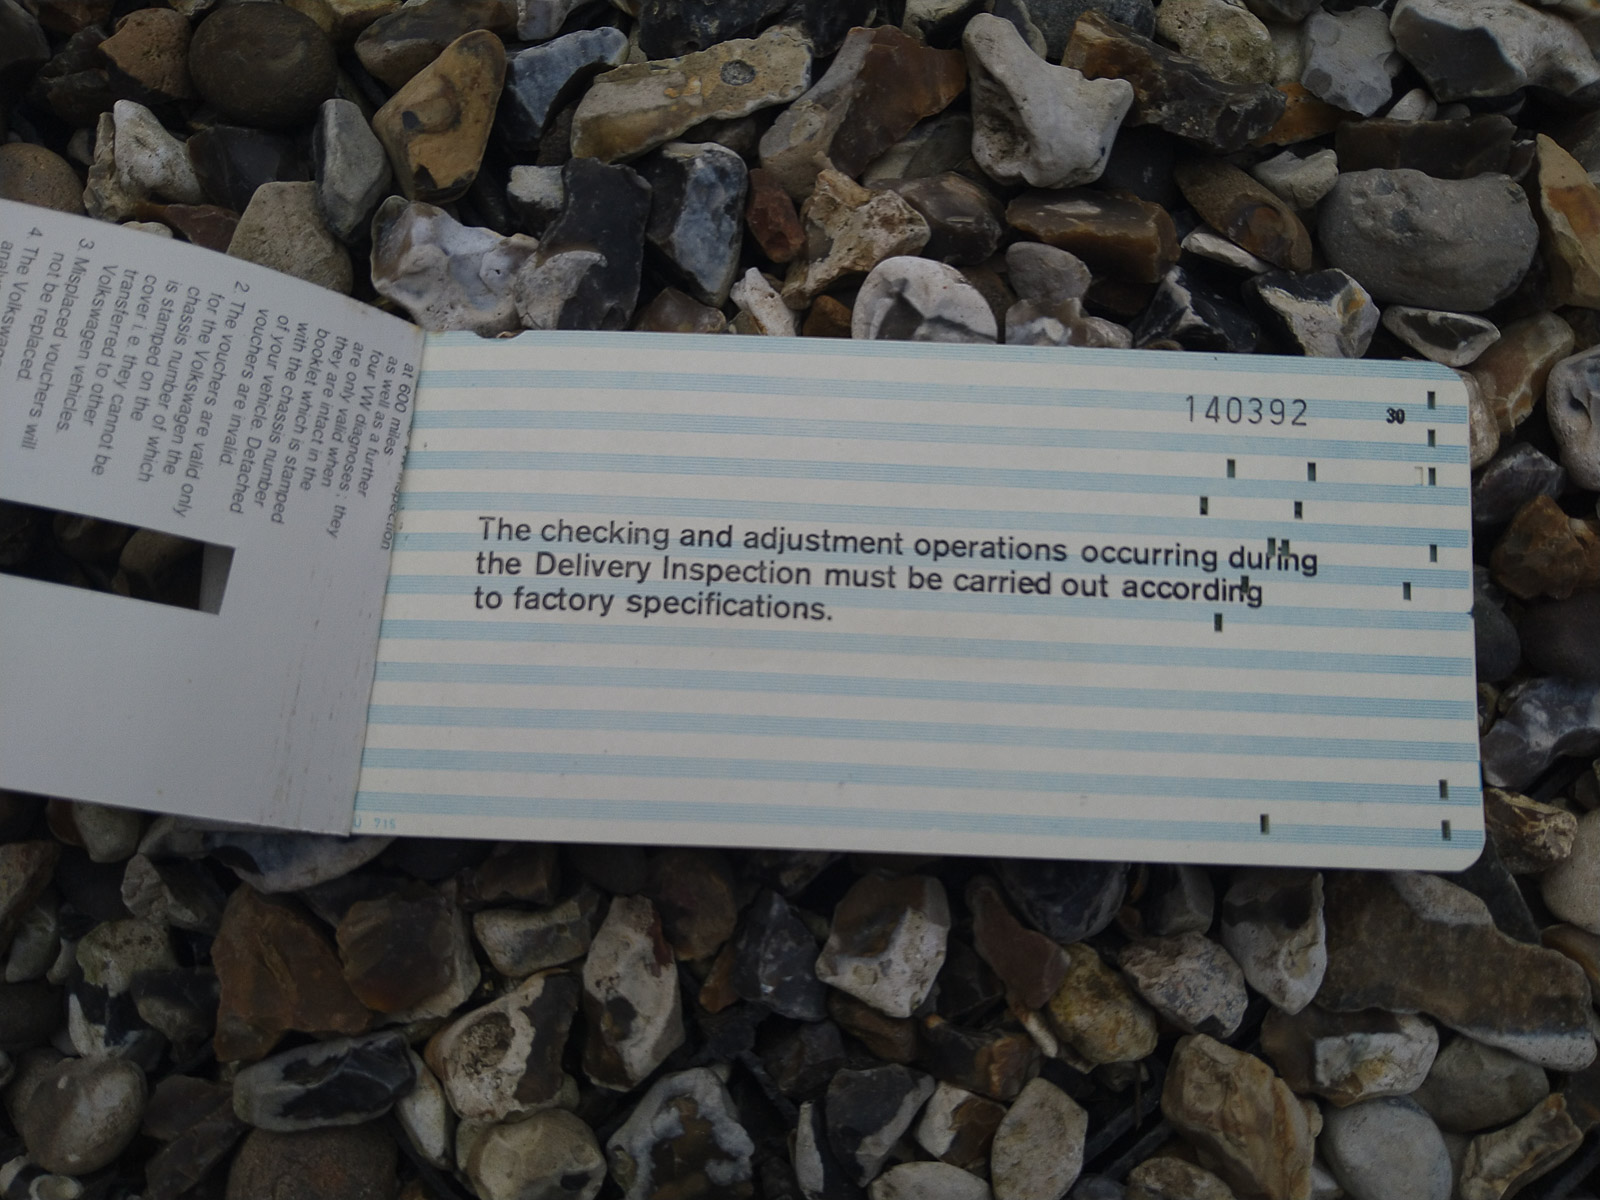 at 600 miles
as well as a further
four VW diagnoses ; they
are only valid when
they are intact in the
booklet which is stamped
with the chassis number
of your vehicle. Detached
vouchers are invalid.
2 The vouchers are valid only
for the Volkswagen the
chassis number of which
is stamped on the
cover i. e. they cannot be
transferred to other
Volkswagen vehicles.
3 Misplaced vouchers will
not be replaced.
4 The Volkswagen
140392 30
The checking and adjustment operations occurring during
the Delivery Inspection must be carried out according
to factory specifications.
715